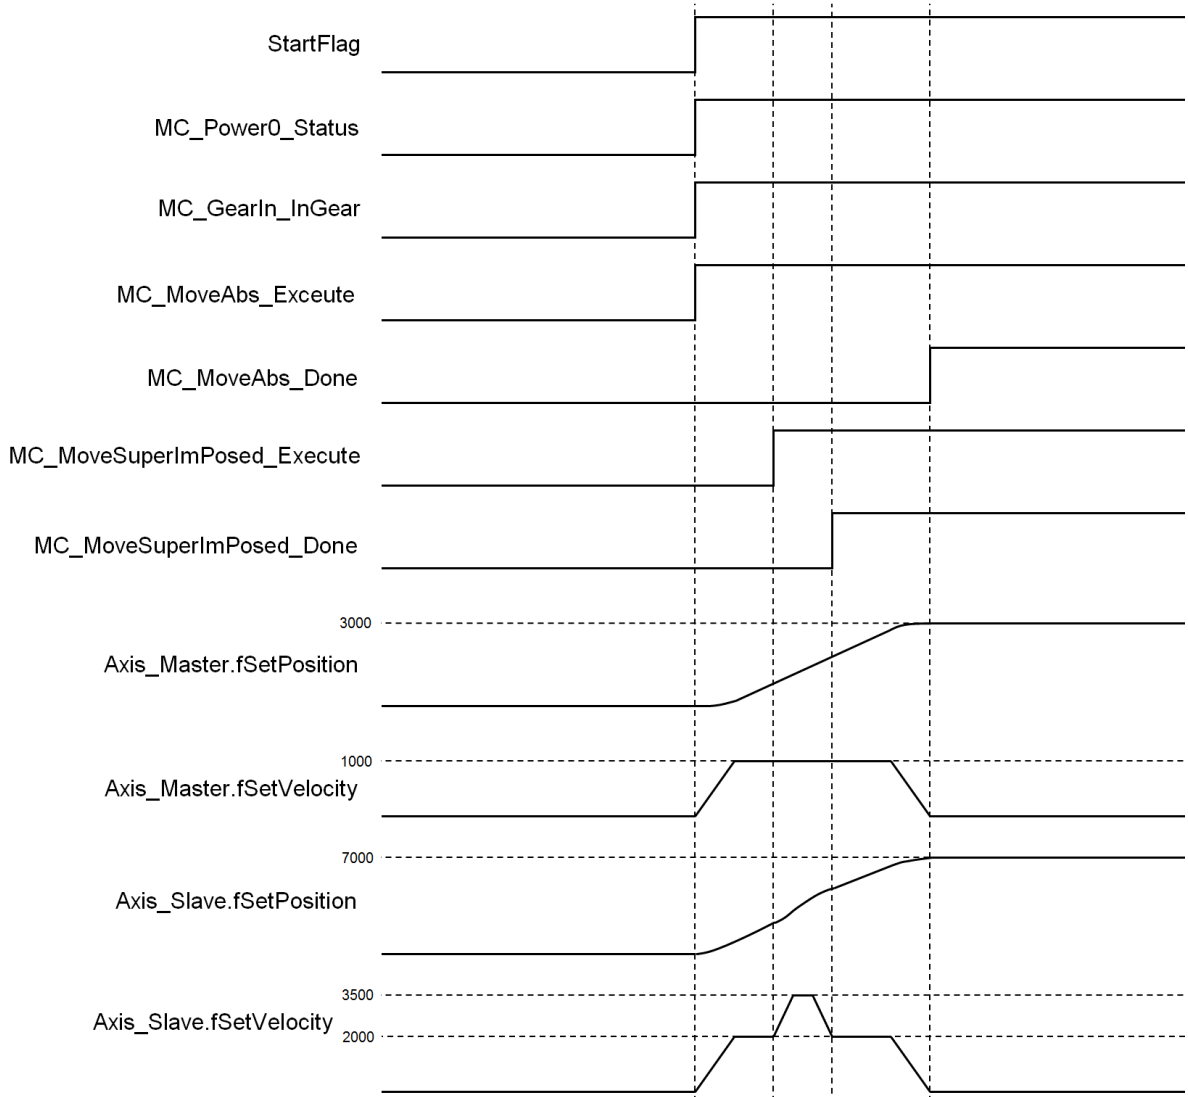 StartFlag
MC_Power0_Status
MC_GearIn_InGear
MC_MoveAbs_Exceute
MC_MoveAbs_Done
MC_MoveSuperImPosed_Execute
MC_MoveSuperImPosed_Done
3000
Axis_Master.fSetPosition
1000
Axis_Master.fSetVelocity
7000
Axis_Slave.fSetPosition
3500
Axis_Slave.fSetVelocity
2000